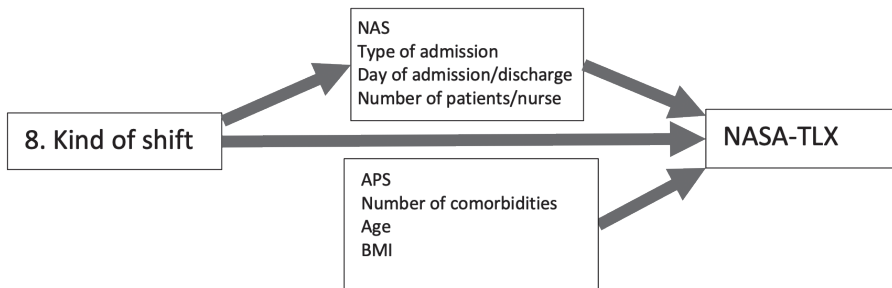 NAS
Type of admission
Day of admission/discharge
Number of patients/nurse
8. Kind of shift
NASA-TLX
APS
Number of comorbidities
Age
BMI